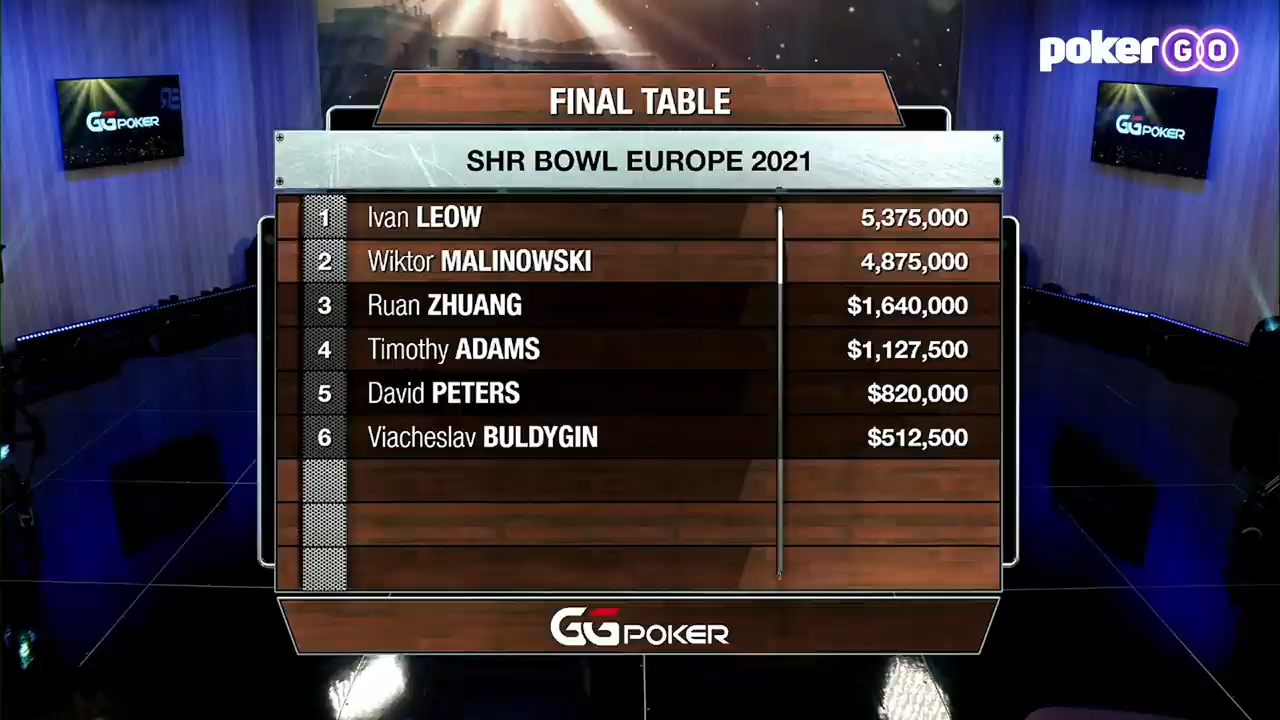 poker GO
FINAL TABLE
SHR BOWL EUROPE 2021
1 Ivan LEOW 5,375,000
2 Wiktor MALINOWSKI 4,875,000
3 Ruan ZHUANG $1,640,000
4 Timothy ADAMS $1,127,500
5 David PETERS $820,000
6 Viacheslav BULDYGIN $512,500
GGPOKER
GGPOKER
GGPOKER